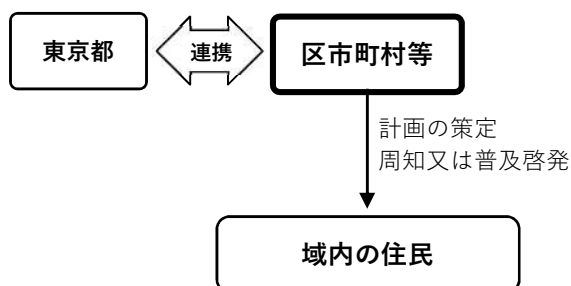 東京都
連携
区市町村等
計画の策定
周知又は普及啓発
域内の住民